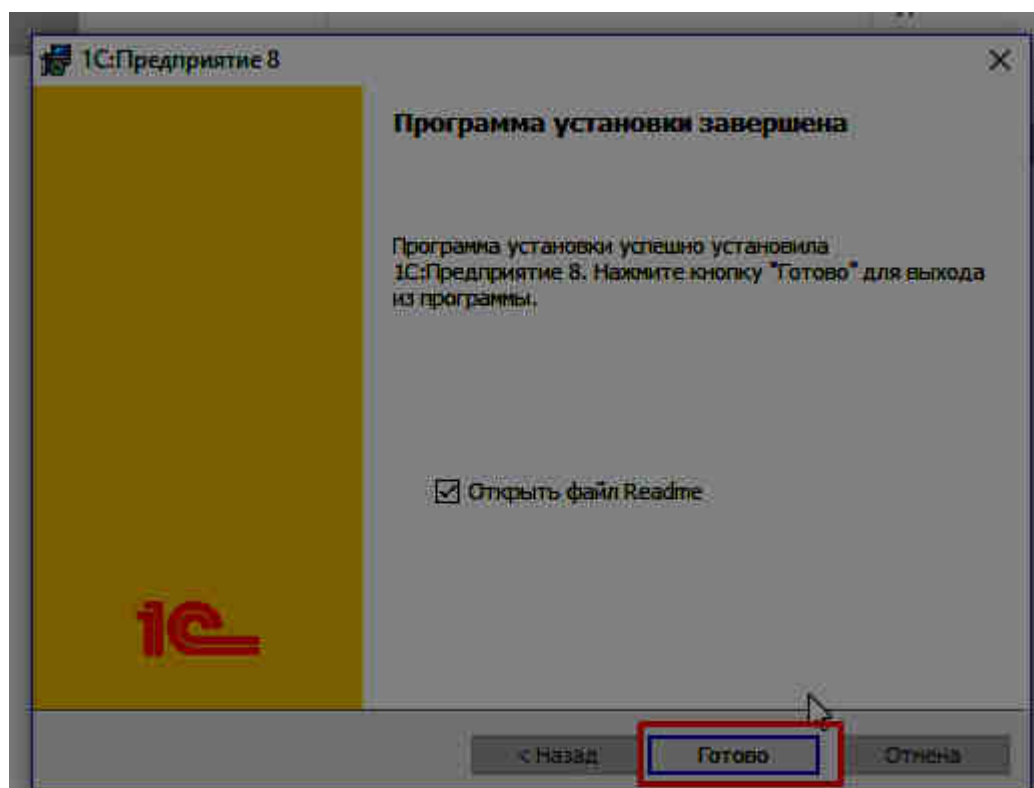 1С:Предприятие 8
Программа установки завершена
Программа установки успешно установила
1С:Предприятие 8. Нажмите кнопку "Готово" для выхода
из программы.
Открыть файл Readme
1С
< Назад
Готово
Отмена